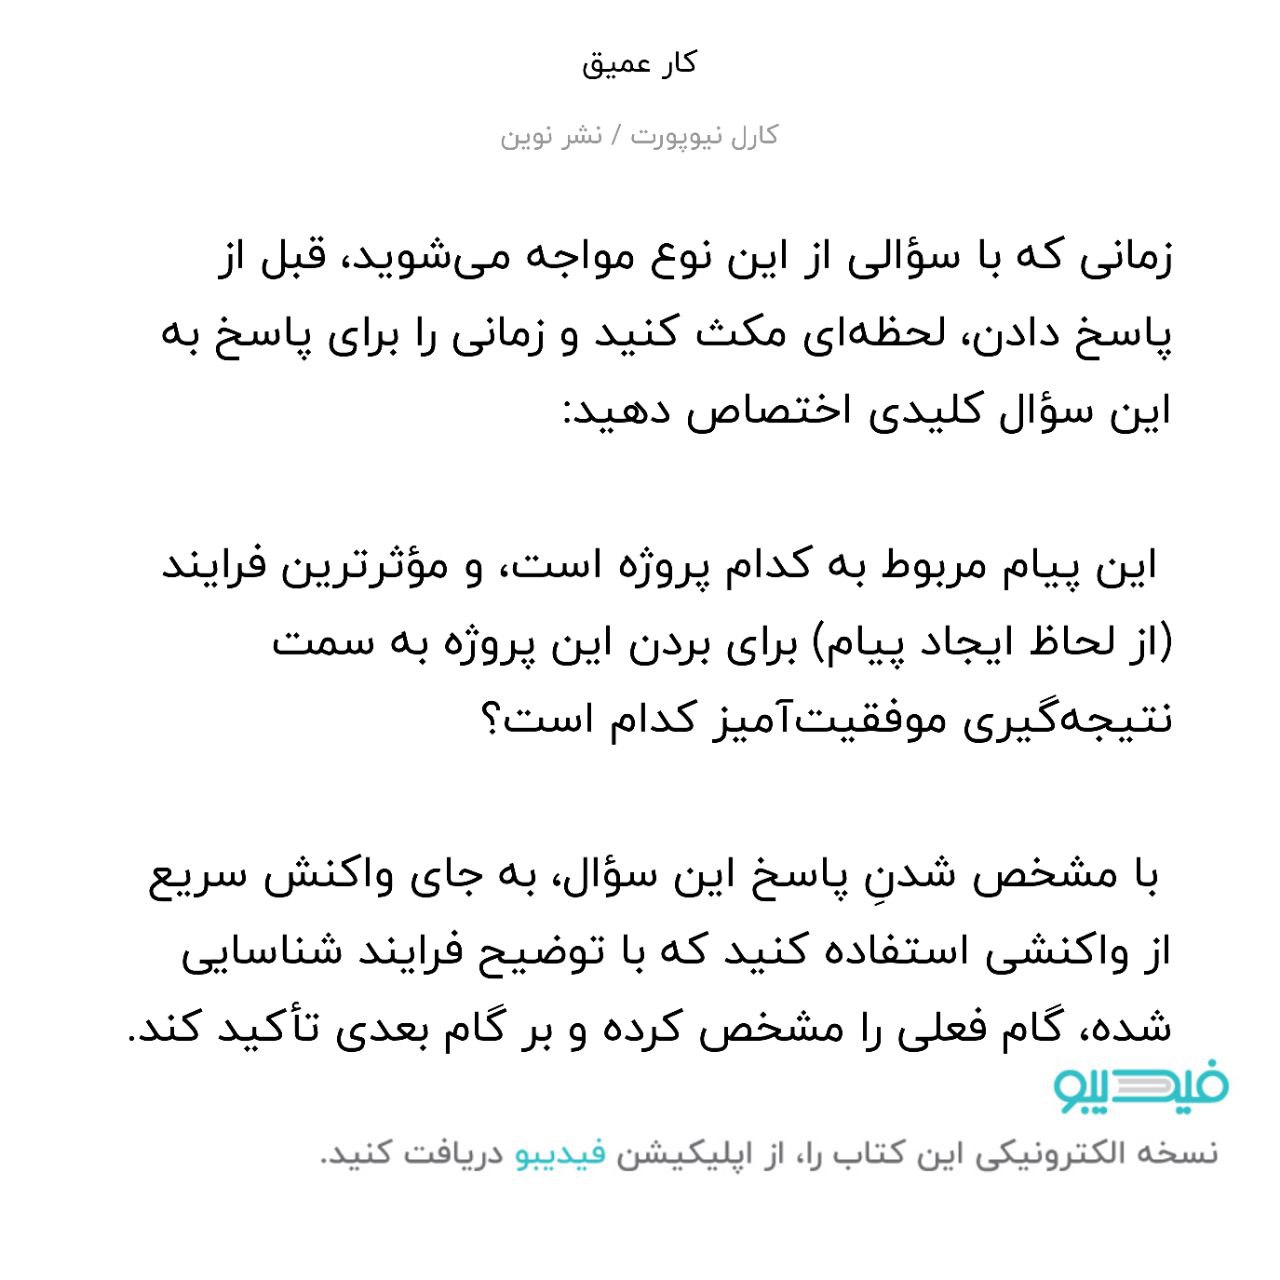 کار عمیق
کارل نیوپورت / نشر نوین
زمانی که با سؤالی از این نوع مواجه می‌شوید، قبل از
پاسخ دادن، لحظه‌ای مکث کنید و زمانی را برای پاسخ به
این سؤال کلیدی اختصاص دهید:
این پیام مربوط به کدام پروژه است، و مؤثرترین فرایند
(از لحاظ ایجاد پیام) برای بردن این پروژه به سمت
نتیجه‌گیری موفقیت‌آمیز کدام است؟
با مشخص شدنِ پاسخ این سؤال، به جای واکنش سریع
از واکنشی استفاده کنید که با توضیح فرایند شناسایی
شده، گام فعلی را مشخص کرده و بر گام بعدی تأکید کند.
فیدیبو
نسخه الکترونیکی این کتاب را، از اپلیکیشن فیدیبو دریافت کنید.